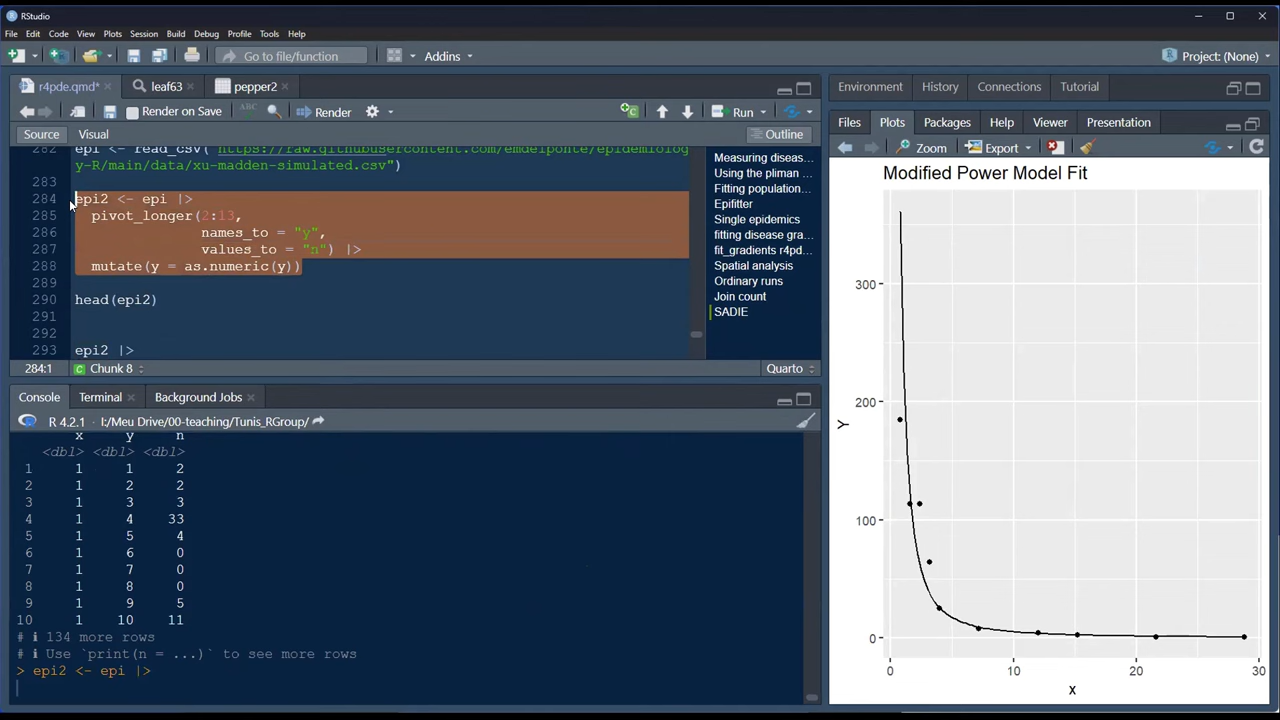 RStudio
File Edit Code View Plots Session Build Debug Profile Tools Help
Go to file/function
Addins
Project: (None)
r4pde.qmd*
leaf63
pepper2
Render on Save
ABC
Render
Run
Source
Visual
Outline
282 epi <- read_csv("https://raw.githubusercontent.com/emdelponte/epidemiolog
y-R/main/data/xu-madden-simulated.csv")
283
284 epi2 <- epi |>
285 pivot_longer(2:13,
286 names_to = "y",
287 values_to = "n") |>
288 mutate(y = as.numeric(y))
289
290 head(epi2)
291
292
293 epi2 |>
Measuring diseas...
Using the pliman ...
Fitting population...
Epifitter
Single epidemics
fitting disease gra...
fit_gradients r4pd...
Spatial analysis
Ordinary runs
Join count
SADIE
284:1
Chunk 8
Quarto
Console
Terminal
Background Jobs
R 4.2.1 · I:/Meu Drive/00-teaching/Tunis_RGroup/
x y n
<dbl> <dbl> <dbl>
1 1 1 2
2 1 2 2
3 1 3 3
4 1 4 33
5 1 5 4
6 1 6 0
7 1 7 0
8 1 8 0
9 1 9 5
10 1 10 11
# ℹ 134 more rows
# ℹ Use `print(n = ...)` to see more rows
> epi2 <- epi |>
Environment
History
Connections
Tutorial
Files
Plots
Packages
Help
Viewer
Presentation
Zoom
Export
Modified Power Model Fit
300
200
100
0
Y
0 10 20 30
x